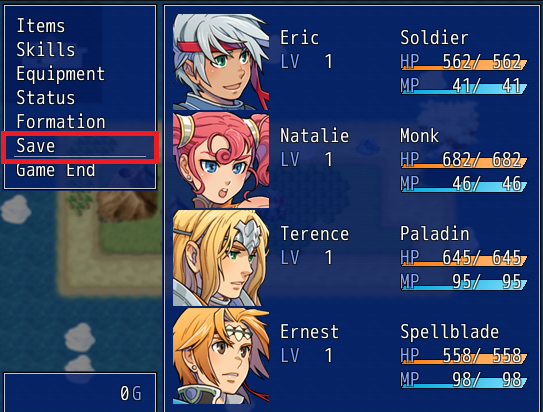 Items
Skills
Equipment
Status
Formation
Save
Game End
Eric Soldier
LV 1 HP 562/ 562
MP 41/ 41
Natalie Monk
LV 1 HP 682/ 682
MP 46/ 46
Terence Paladin
LV 1 HP 645/ 645
MP 95/ 95
Ernest Spellblade
LV 1 HP 558/ 558
MP 98/ 98
0G